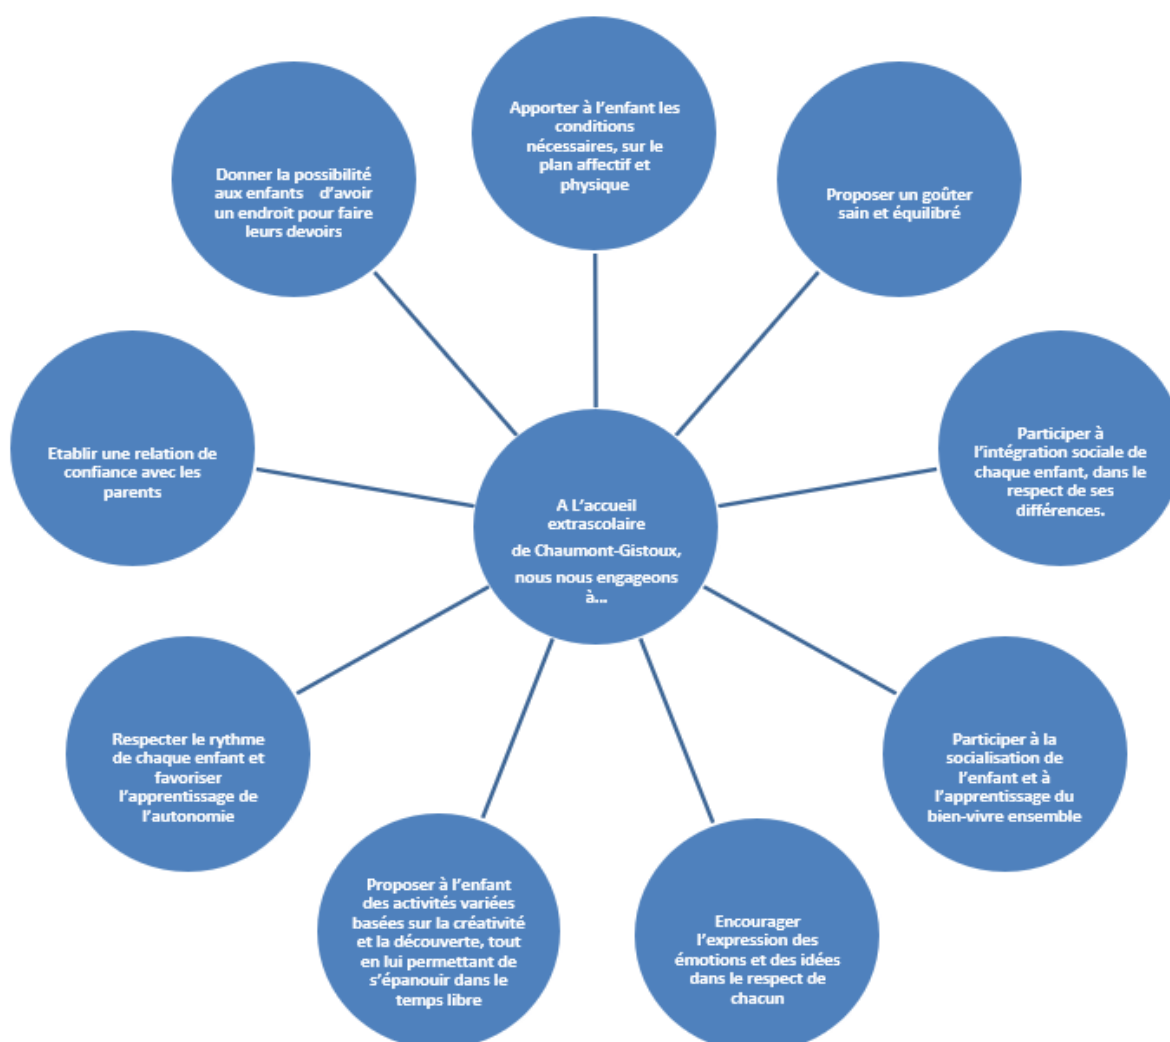 Apporter à l'enfant les
conditions
nécessaires, sur le
plan affectif et
physique
Proposer un goûter
sain et équilibré
Participer à
l'intégration sociale de
chaque enfant, dans le
respect de ses
différences.
Participer à la
socialisation de
l'enfant et à
l'apprentissage du
bien-vivre ensemble
Encourager
l'expression des
émotions et des idées
dans le respect de
chacun
Proposer à l'enfant
des activités variées
basées sur la créativité
et la découverte, tout
en lui permettant de
s'épanouir dans le
temps libre
Respecter le rythme
de chaque enfant et
favoriser
l'apprentissage de
l'autonomie
Etablir une relation de
confiance avec les
parents
Donner la possibilité
aux enfants d'avoir
un endroit pour faire
leurs devoirs
A L'accueil
extrascolaire
de Chaumont-Gistoux,
nous nous engageons
à...